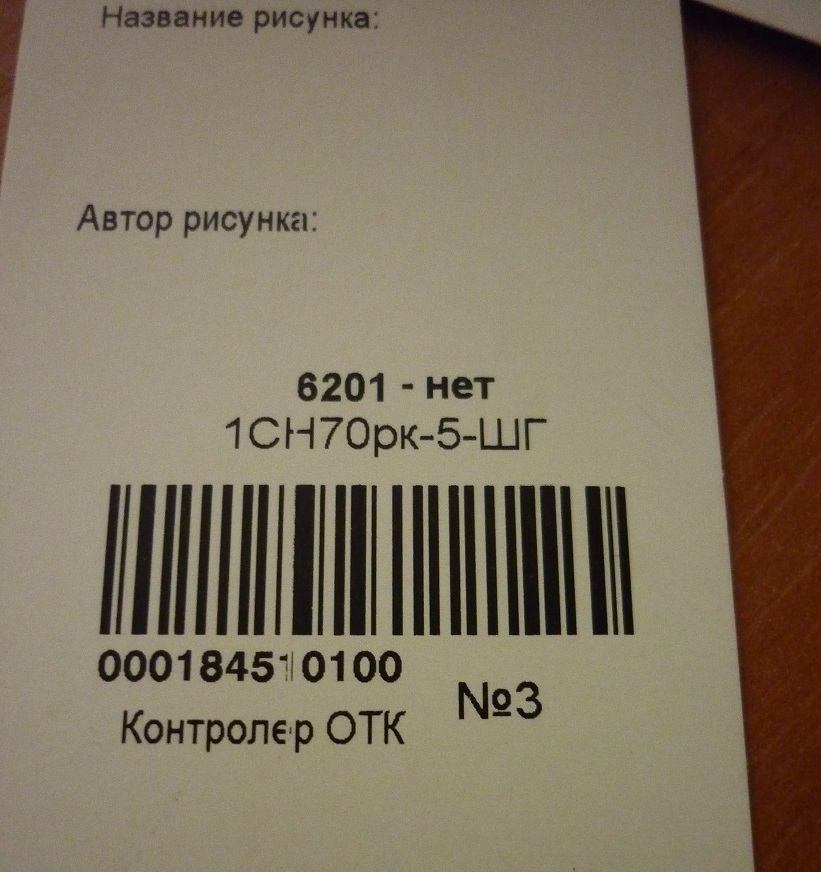 Название рисунка:
Автор рисунка:
6201 - нет
1СН70рк-5-ШГ
000184510100
№3
Контролер ОТК